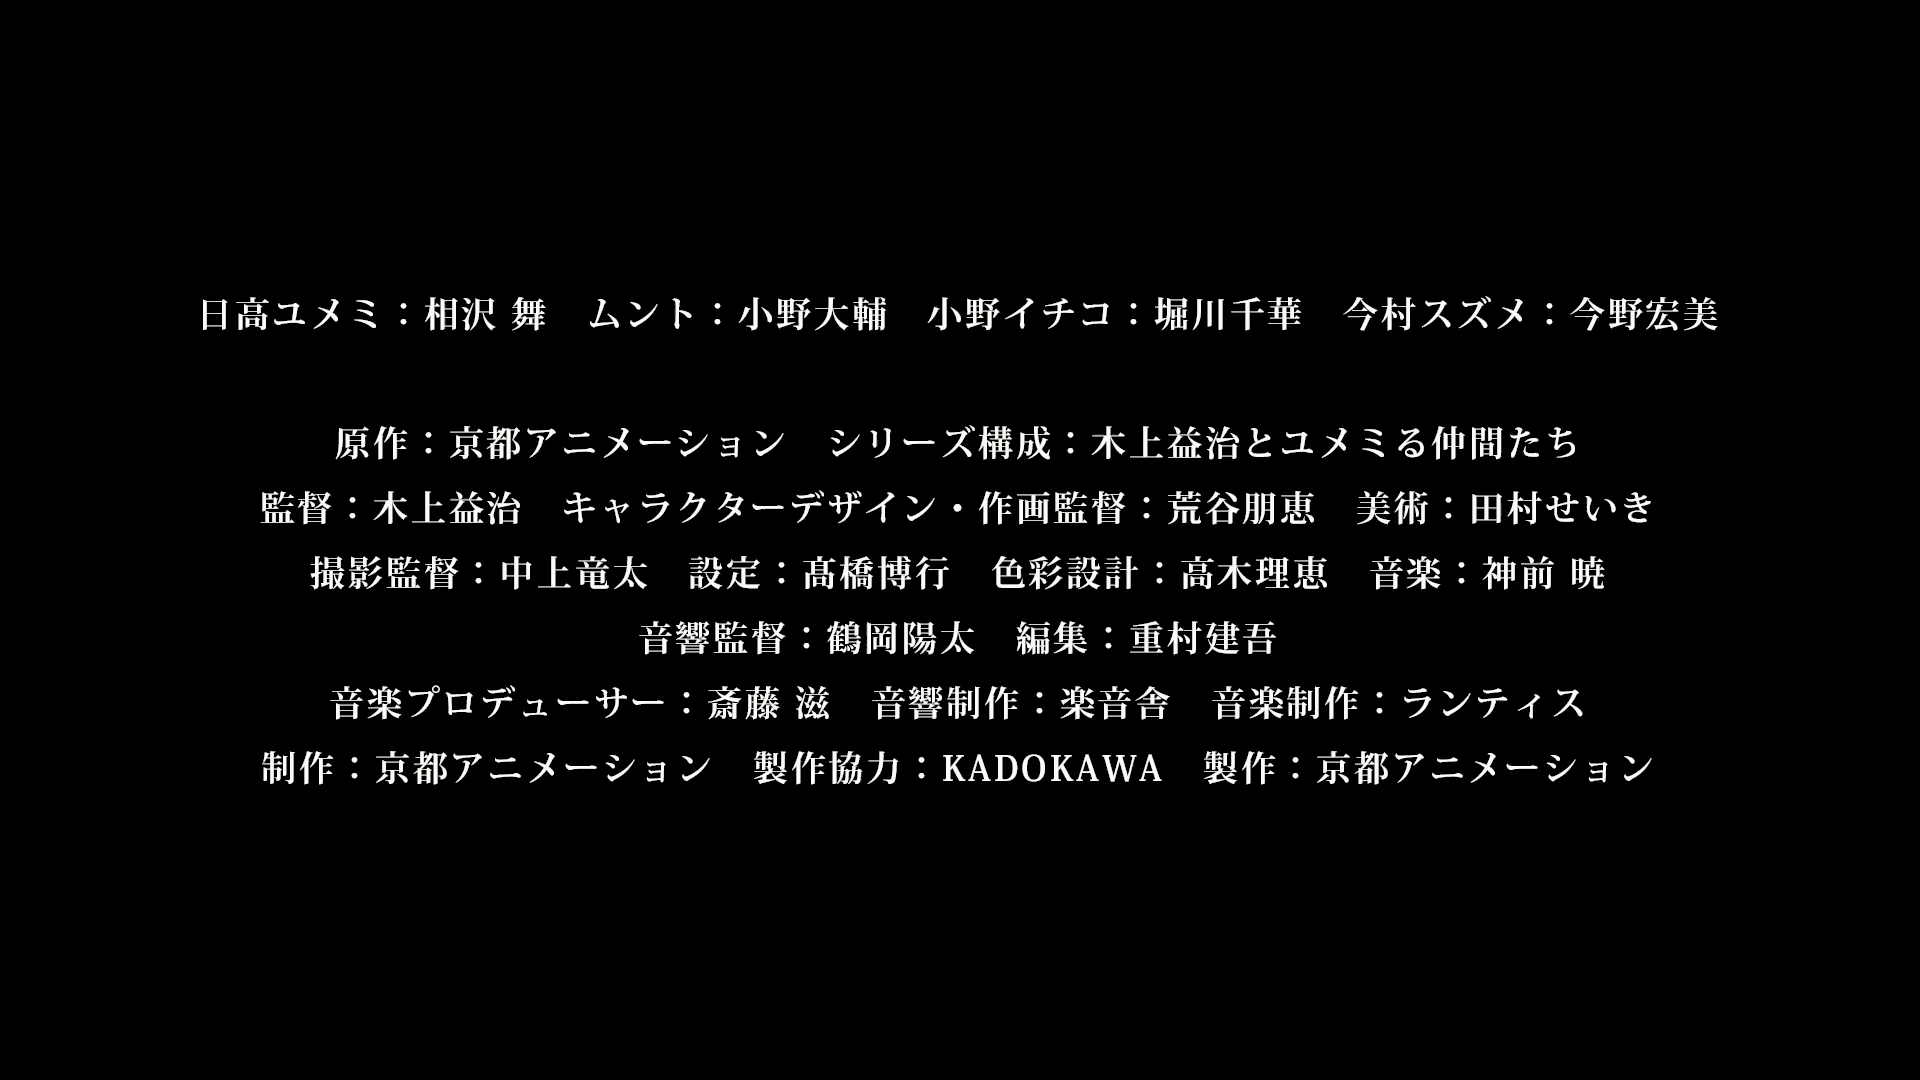 日高ユメミ：相沢 舞　ムント：小野大輔　小野イチコ：堀川千華　今村スズメ：今野宏美
原作：京都アニメーション　シリーズ構成：木上益治とユメミる仲間たち
監督：木上益治　キャラクターデザイン・作画監督：荒谷朋恵　美術：田村せいき
撮影監督：中上竜太　設定：髙橋博行　色彩設計：高木理恵　音楽：神前 暁
音響監督：鶴岡陽太　編集：重村建吾
音楽プロデューサー：斎藤 滋　音響制作：楽音舎　音楽制作：ランティス
制作：京都アニメーション　製作協力：KADOKAWA　製作：京都アニメーション